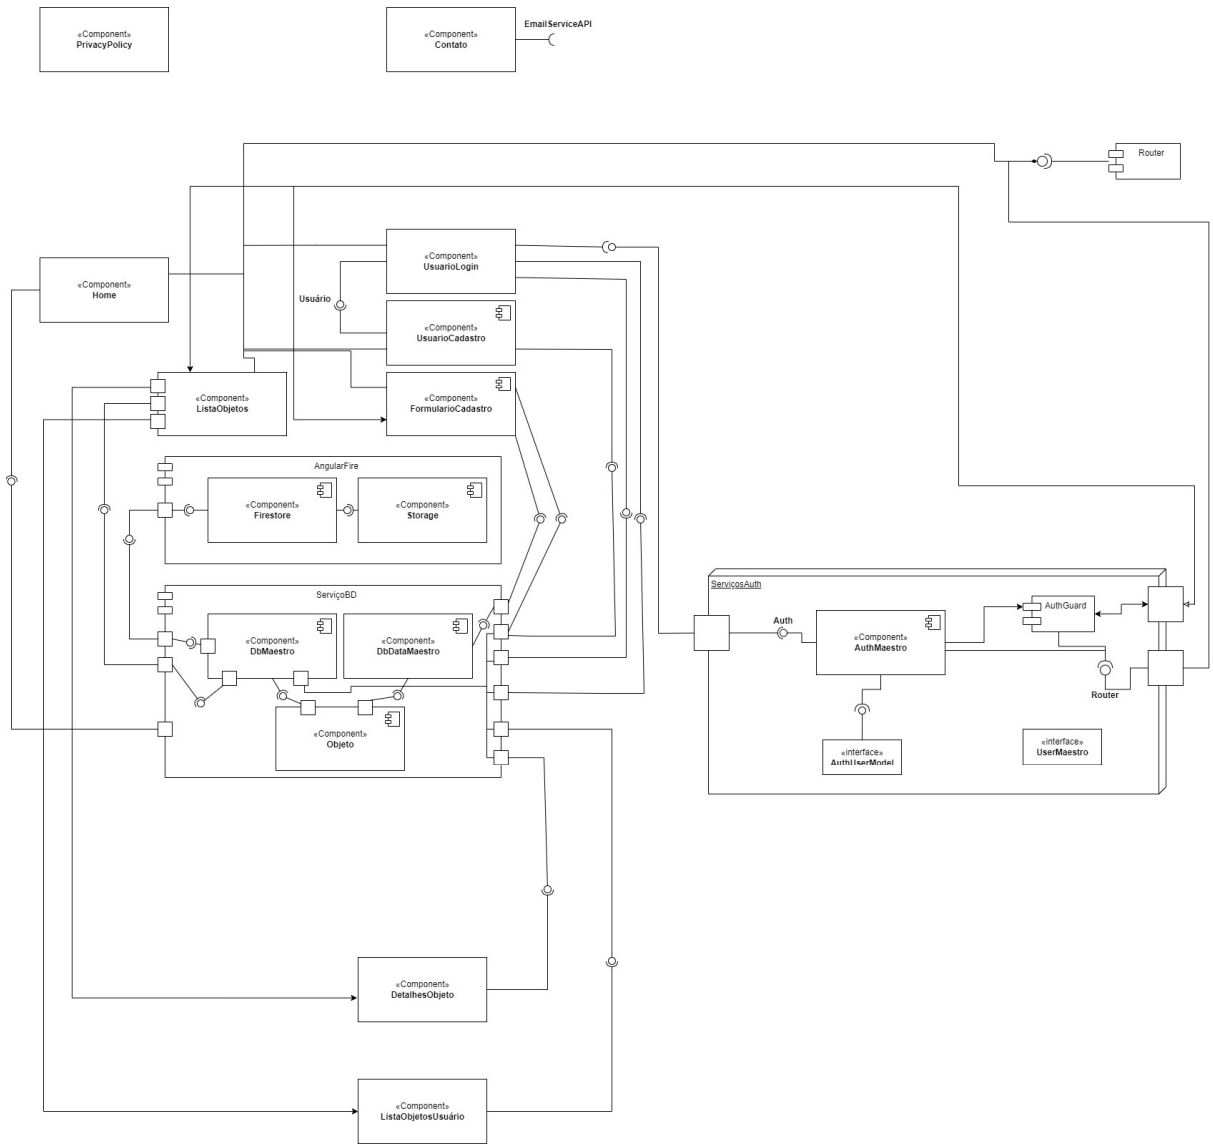 «Component»
PrivacyPolicy
«Component»
Contato
EmailServiceAPI
Router
«Component»
Home
«Component»
UsuarioLogin
Usuário
«Component»
UsuarioCadastro
«Component»
ListaObjetos
«Component»
FormularioCadastro
AngularFire
«Component»
Firestore
«Component»
Storage
ServiçoBD
«Component»
DbMaestro
«Component»
DbDataMaestro
«Component»
Objeto
ServiçosAuth
Auth
«Component»
AuthMaestro
AuthGuard
Router
«interface»
AuthUserModel
«interface»
UserMaestro
«Component»
DetalhesObjeto
«Component»
ListaObjetosUsuário